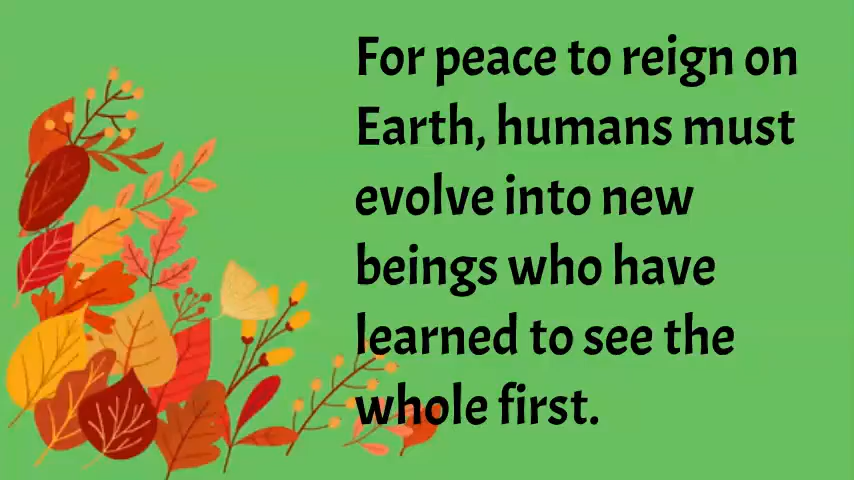 For peace to reign on
Earth, humans must
evolve into new
beings who have
learned to see the
whole first.